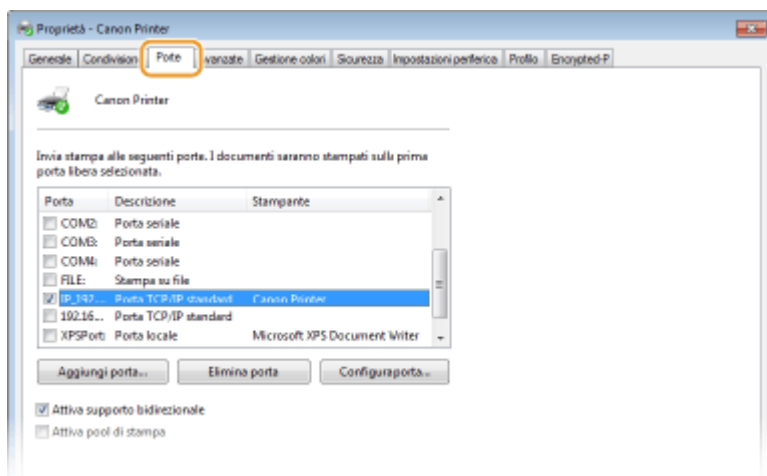 Proprietà - Canon Printer
Generale Condivision Porte vanzate Gestione colori Sicurezza Impostazioni periferica Profilo Encrypted-P
Canon Printer
Invia stampa alle seguenti porte. I documenti saranno stampati sulla prima
porta libera selezionata.
Porta Descrizione Stampante
COM2: Porta seriale
COM3: Porta seriale
COM4: Porta seriale
FILE: Stampa su file
IP_192.... Porta TCP/IP standard Canon Printer
192.16... Porta TCP/IP standard
XPSPort: Porta locale Microsoft XPS Document Writer
Aggiungi porta... Elimina porta Configuraporta...
Attiva supporto bidirezionale
Attiva pool di stampa